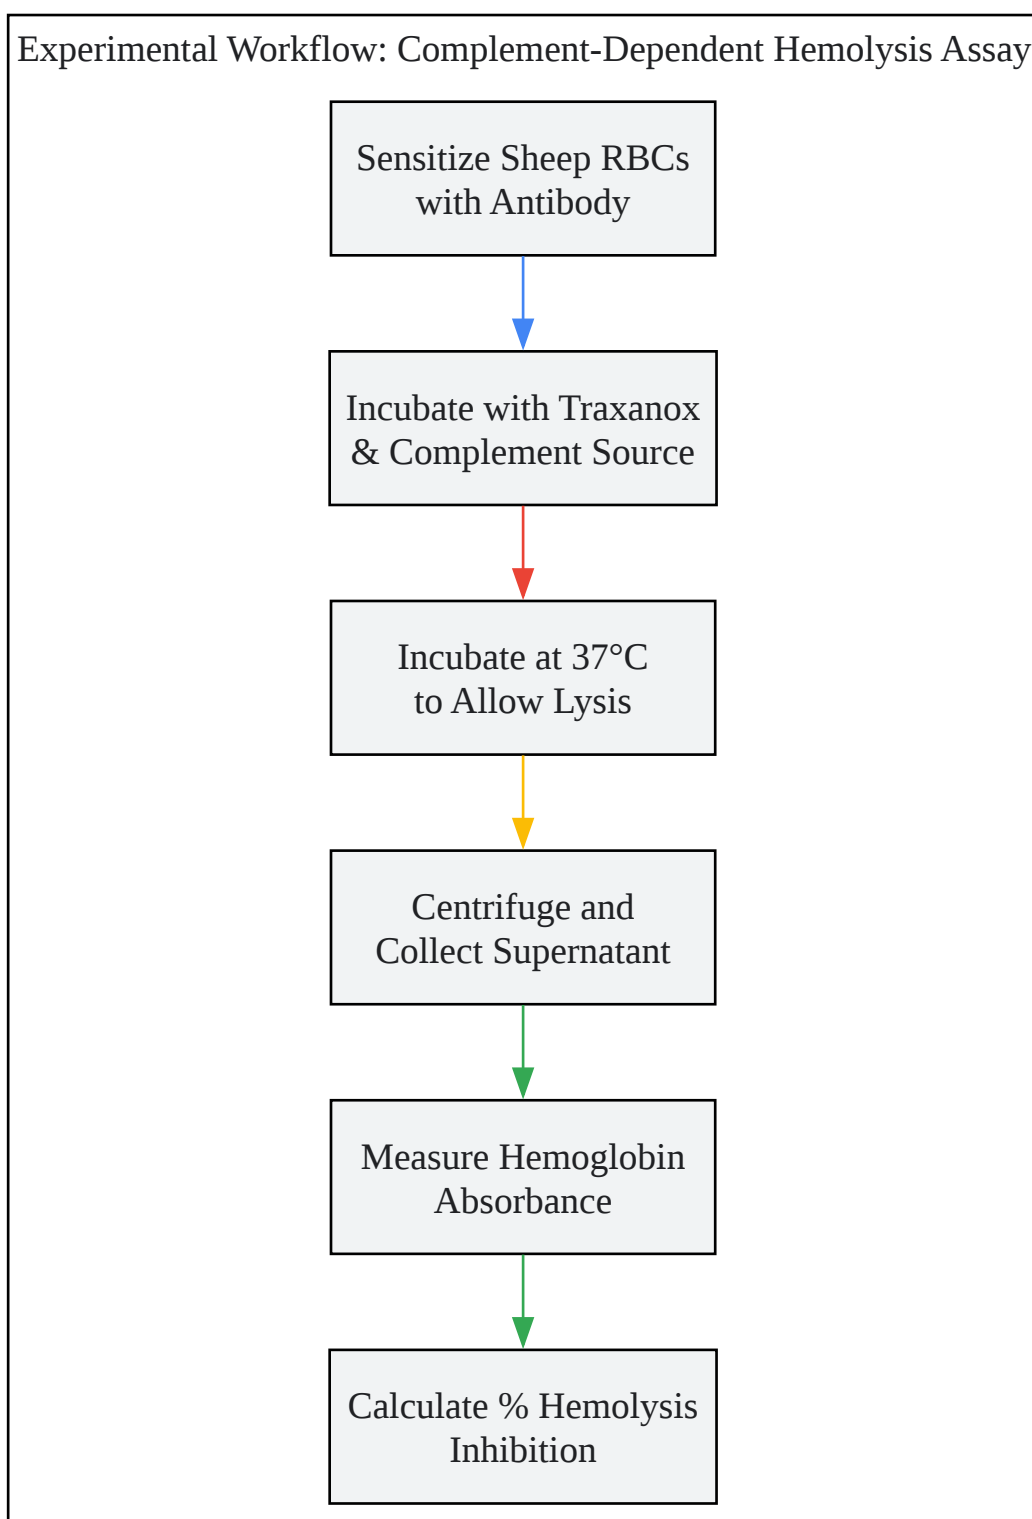 Experimental Workflow: Complement-Dependent Hemolysis Assay
Sensitize Sheep RBCs
with Antibody
Incubate with Traxanox
& Complement Source
Incubate at 37°C
to Allow Lysis
Centrifuge and
Collect Supernatant
Measure Hemoglobin
Absorbance
Calculate % Hemolysis
Inhibition